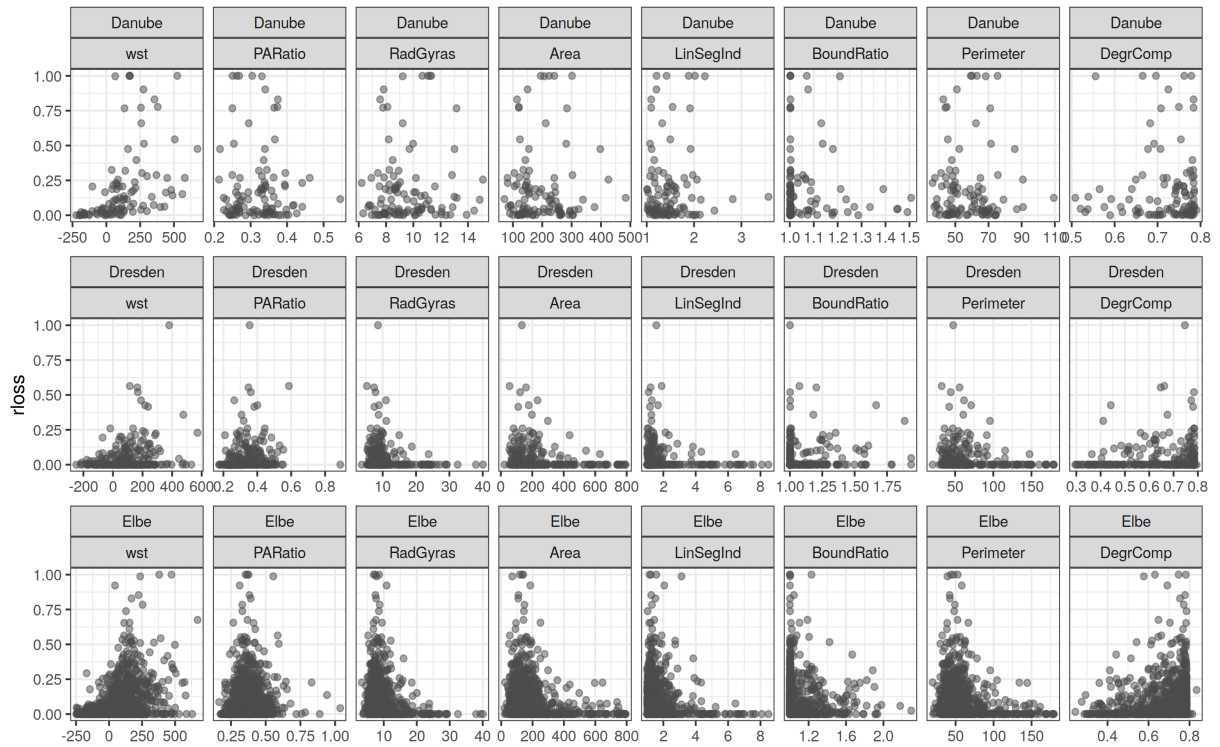 Danube Danube Danube Danube Danube Danube Danube Danube
wst PARatio RadGyras Area LinSegInd BoundRatio Perimeter DegrComp
1.00
0.75
0.50
0.25
0.00
-250 0 250 500 0.2 0.3 0.4 0.5 6 8 10 12 14 100 200 300 400 500 1 2 3 1.0 1.1 1.2 1.3 1.4 1.5 50 70 90 110 0.5 0.6 0.7 0.8
Dresden Dresden Dresden Dresden Dresden Dresden Dresden Dresden
wst PARatio RadGyras Area LinSegInd BoundRatio Perimeter DegrComp
1.00
0.75
rloss
0.50
0.25
0.00
-200 0 200 400 600 0.2 0.4 0.6 0.8 10 20 30 40 0 200 400 600 800 2 4 6 8 1.00 1.25 1.50 1.75 50 100 150 0.3 0.4 0.5 0.6 0.7 0.8
Elbe Elbe Elbe Elbe Elbe Elbe Elbe Elbe
wst PARatio RadGyras Area LinSegInd BoundRatio Perimeter DegrComp
1.00
0.75
0.50
0.25
0.00
-250 0 250 500 0.25 0.50 0.75 1.00 10 20 30 40 0 200 400 600 800 2 4 6 8 1.2 1.6 2.0 50 100 150 0.4 0.6 0.8